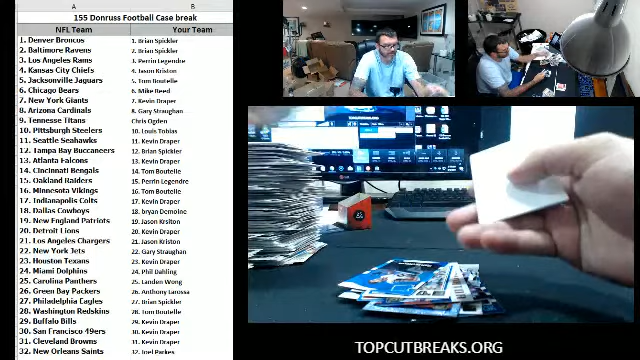 A B
155 Donruss Football Case break
NFL Team Your Team
1. Denver Broncos 1. Brian Spickler
2. Baltimore Ravens 2. Brian Spickler
3. Los Angeles Rams 3. Perrin Legendre
4. Kansas City Chiefs 4. Jason Kriston
5. Jacksonville Jaguars 5. Tom Boutelle
6. Chicago Bears 6. Mike Reed
7. New York Giants 7. Kevin Draper
8. Arizona Cardinals 8. Gary Straughan
9. Tennesse Titans Chris Ogden
10. Pittsburgh Steelers 10. Louis Tobias
11. Seattle Seahawks 11. Kevin Draper
12. Tampa Bay Buccaneers 12. Brian Spickler
13. Atlanta Falcons 13. Kevin Draper
14. Cincinnati Bengals 14. Tom Boutelle
15. Oakland Raiders 15. Perrin Legendre
16. Minnesota Vikings 16. Tom Boutelle
17. Indianapolis Colts 17. Kevin Draper
18. Dallas Cowboys 18. bryan Demoine
19. New England Patriots 19. Jason Kriston
20. Detroit Lions 20. Kevin Draper
21. Los Angeles Chargers 21. Jason Kriston
22. New York Jets 22. Gary Straughan
23. Houston Texans 23. Kevin Draper
24. Miami Dolphins 24. Phil Dahling
25. Carolina Panthers 25. Landen Wong
26. Green Bay Packers 26. Anthony Larossa
27. Philadelphia Eagles 27. Brian Spickler
28. Washington Redskins 28. Tom Boutelle
29. Buffalo Bills 29. Kevin Draper
30. San Francisco 49ers 30. Kevin Draper
31. Cleveland Browns 31. Kevin Draper
32. New Orleans Saints 32. Joel Parkes
TOPCUTBREAKS.COM
TOPCUTBREAKS.ORG